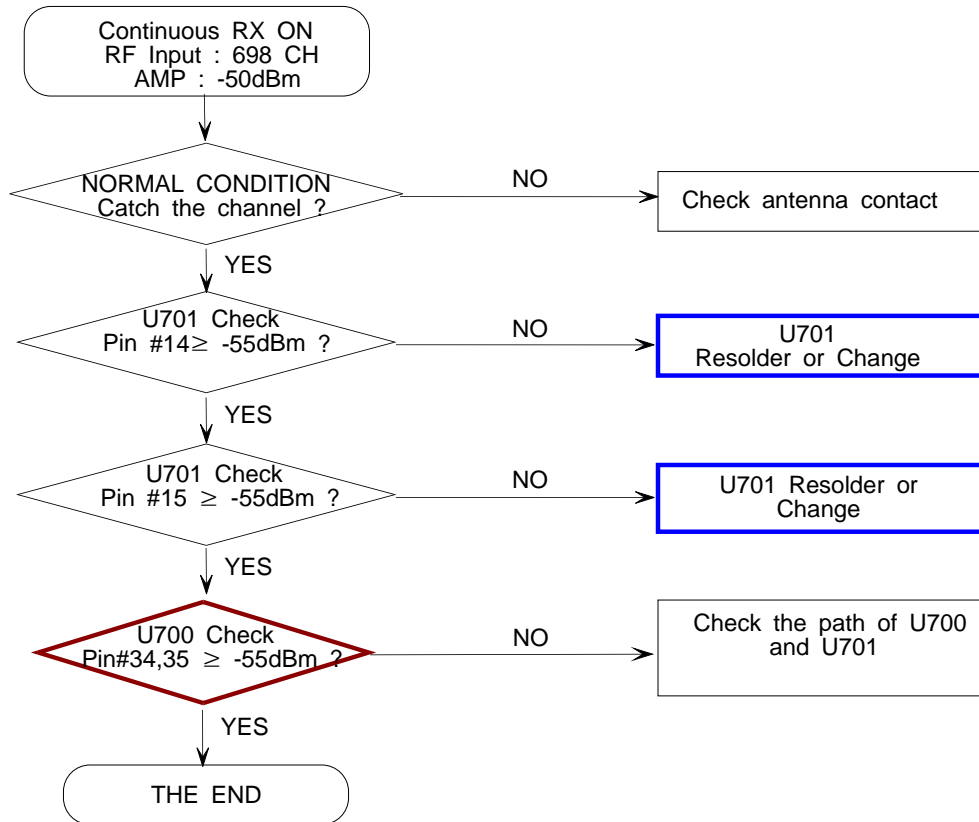 Continuous RX ON
RF Input : 698 CH
AMP : -50dBm
NORMAL CONDITION
Catch the channel ?
NO
Check antenna contact
YES
U701 Check
Pin #14≥ -55dBm ?
NO
U701
Resolder or Change
YES
U701 Check
Pin #15 ≥ -55dBm ?
NO
U701 Resolder or
Change
YES
U700 Check
Pin#34,35 ≥ -55dBm ?
NO
Check the path of U700
and U701
YES
THE END